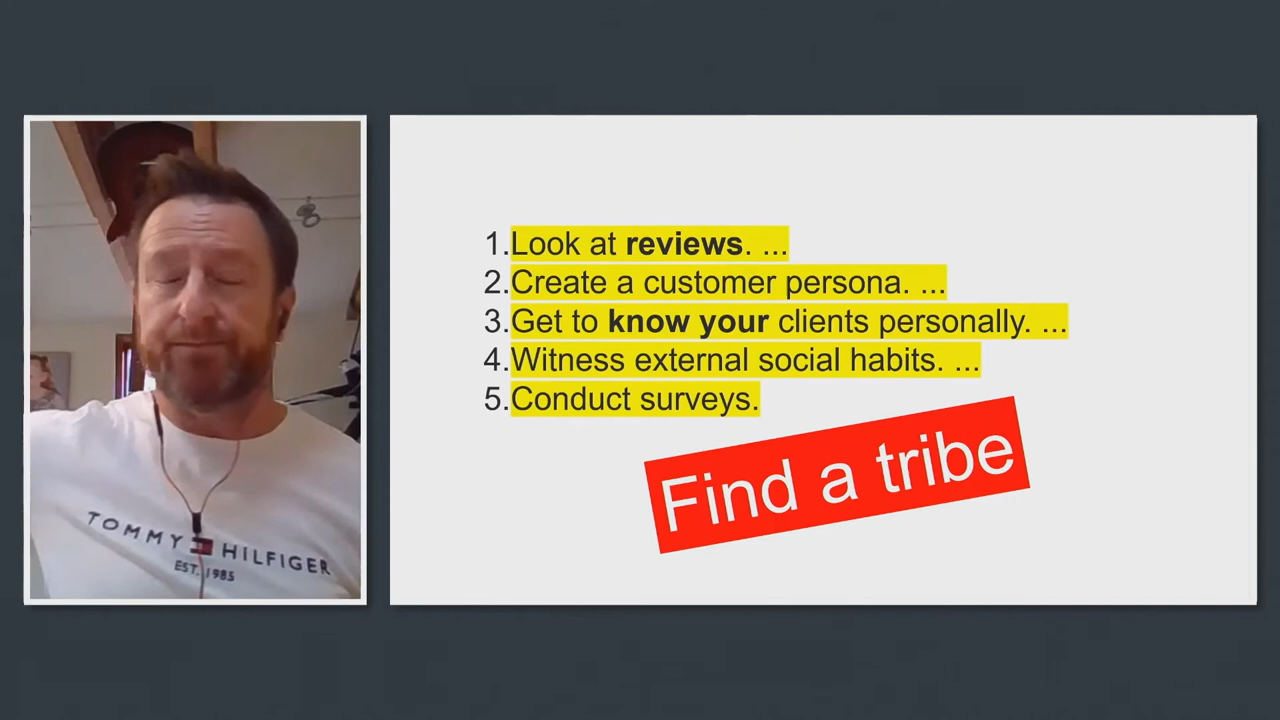 1.Look at reviews. ...
2.Create a customer persona. ...
3.Get to know your clients personally. ...
4.Witness external social habits. ...
5.Conduct surveys.
Find a tribe
TOMMY HILFIGER
EST. 1985